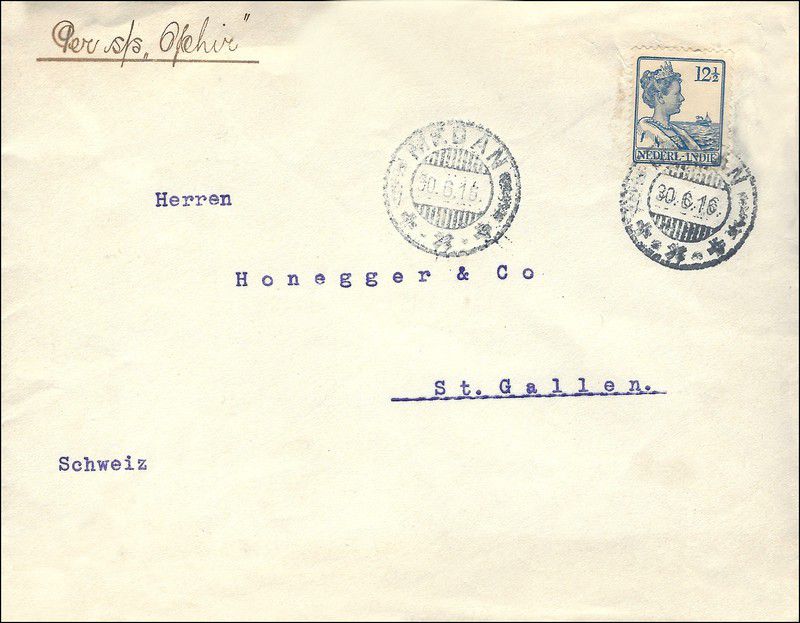 Per s/s „Ophir"
12½
NEDERL-INDIE
MEDAN
30.6.16.
MEDAN
30.6.16.
Herren
Honegger & Co
St. Gallen.
Schweiz